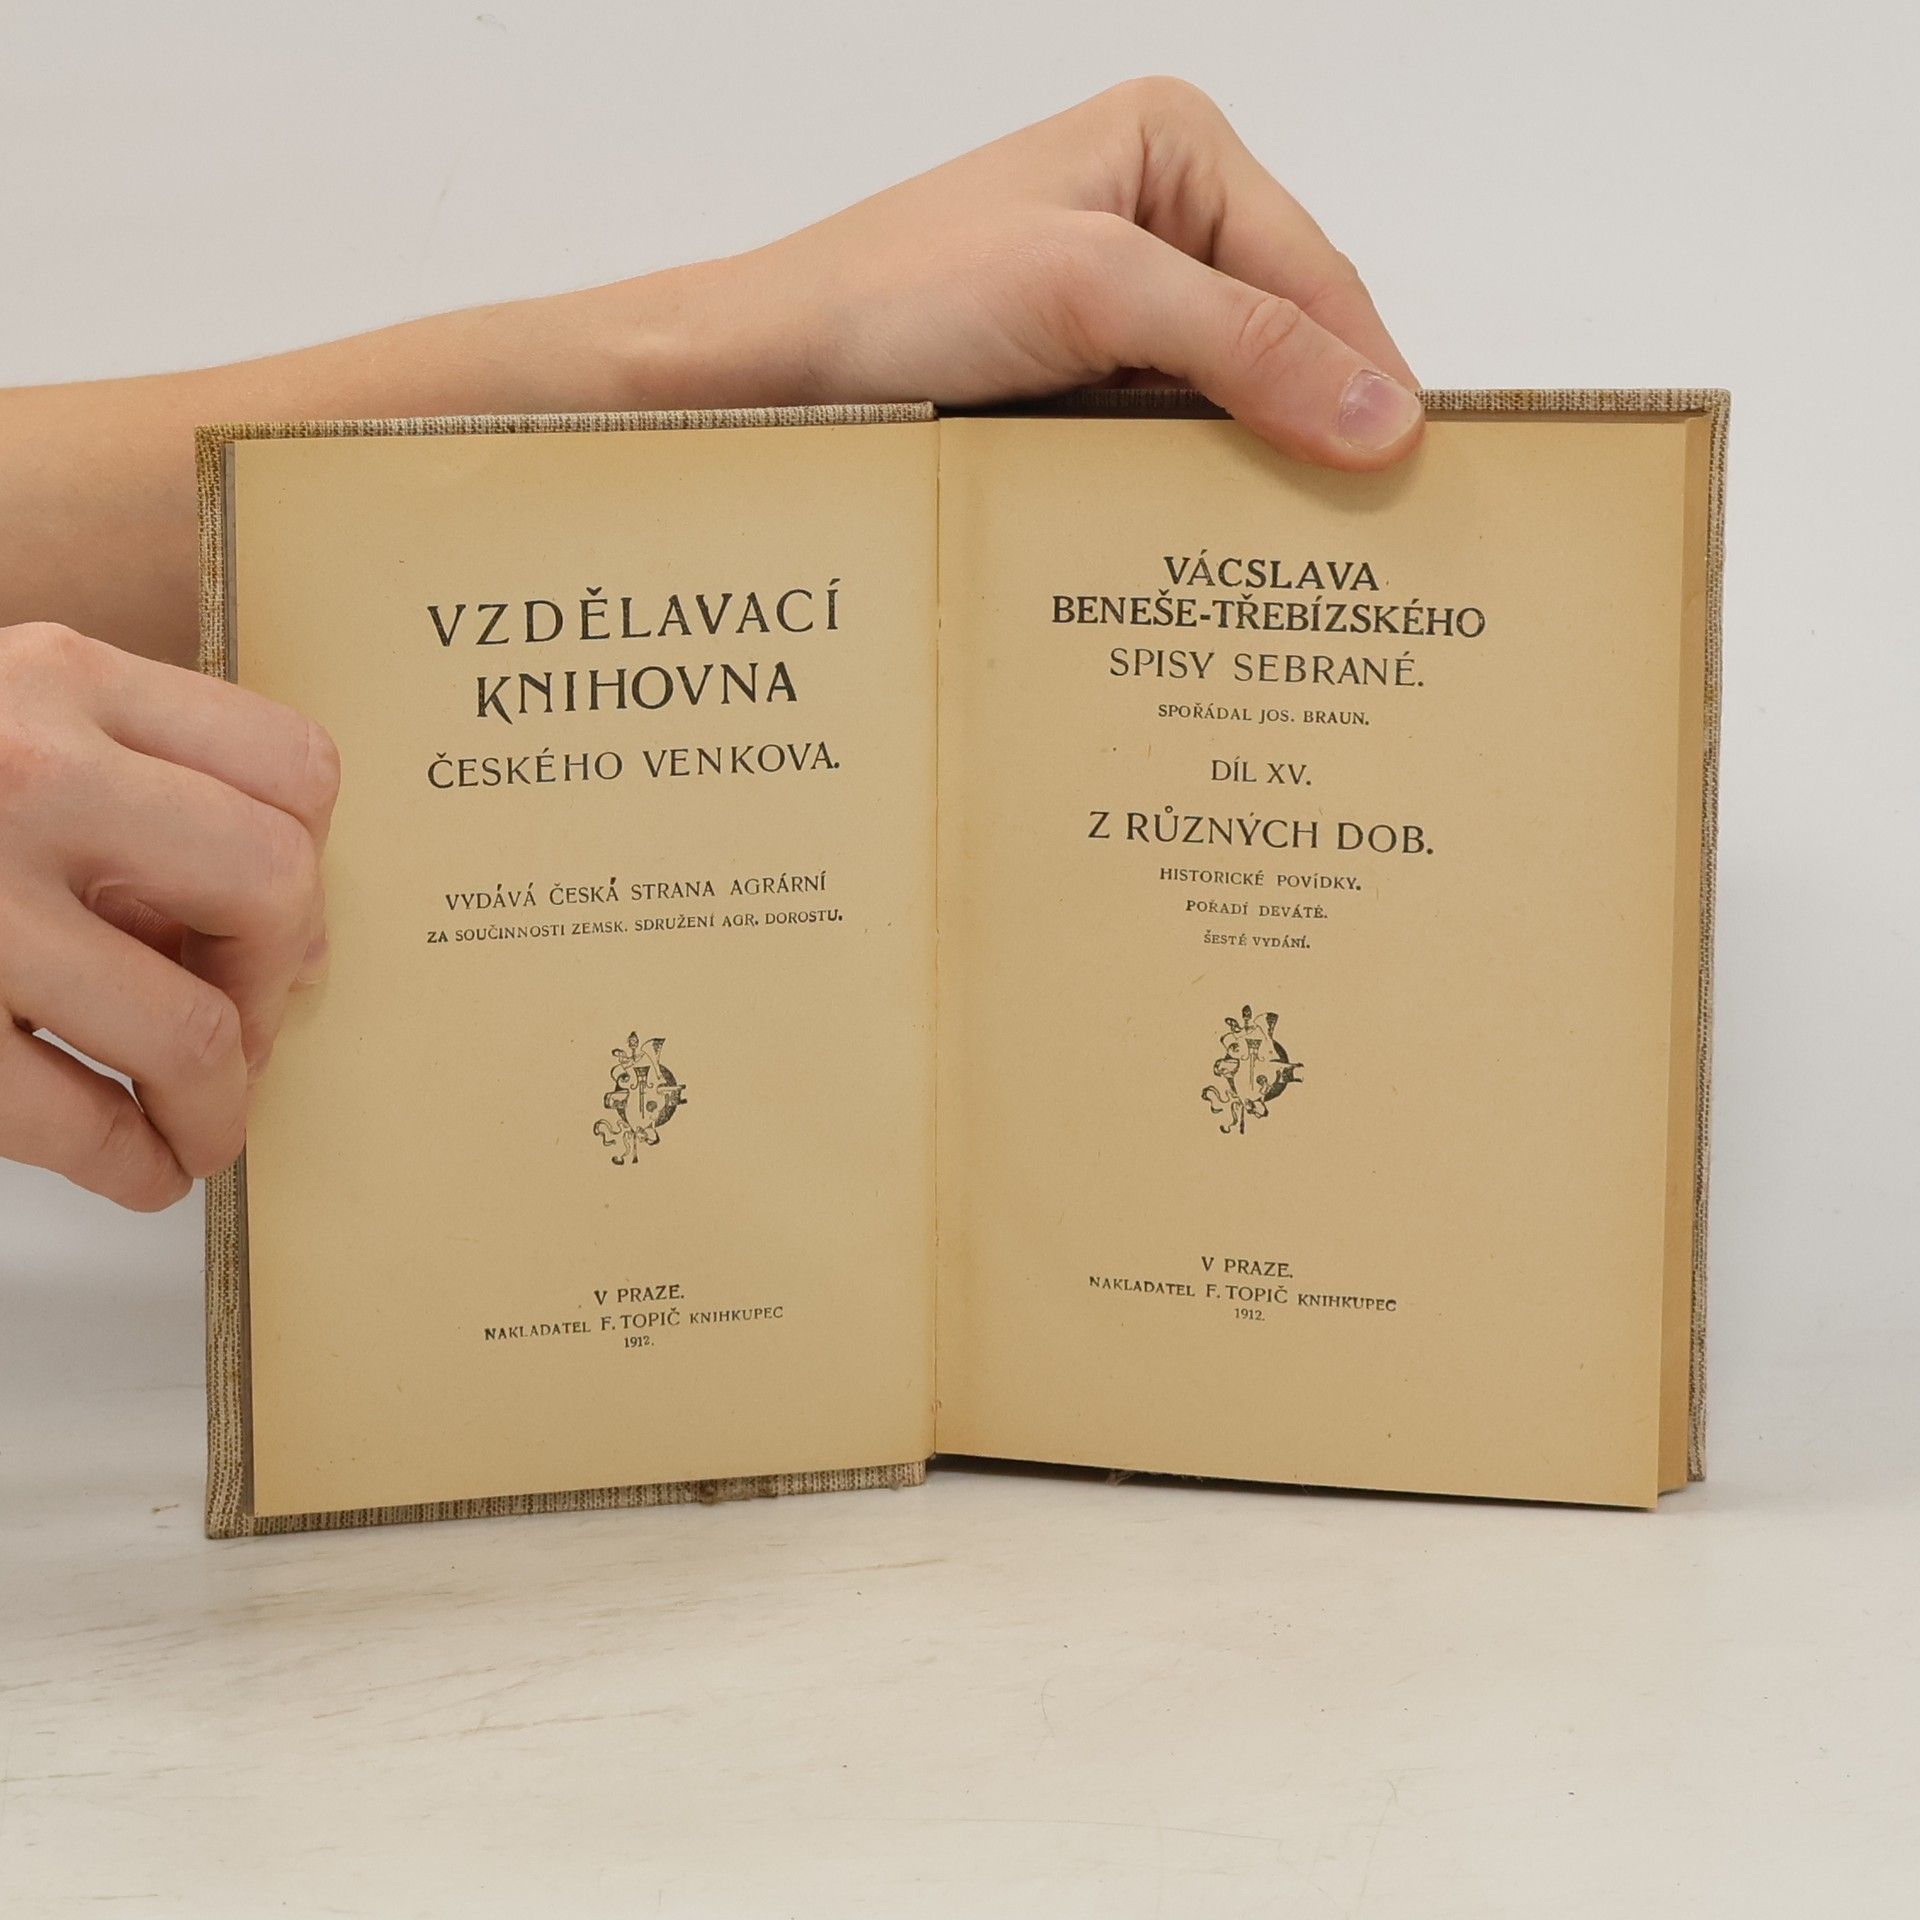 VZDĚLAVACÍ
KNIHOVNA
ČESKÉHO VENKOVA.
VYDÁVÁ ČESKÁ STRANA AGRÁRNÍ
ZA SOUČINNOSTI ZEMSK. SDRUŽENÍ AGR. DOROSTU.
V PRAZE.
NAKLADATEL F. TOPIČ KNIHKUPEC
1912.
VÁCSLAVA
BENEŠE-TŘEBÍZSKÉHO
SPISY SEBRANÉ.
SPOŘÁDAL JOS. BRAUN.
DÍL XV.
Z RŮZNÝCH DOB.
HISTORICKÉ POVÍDKY.
POŘADÍ DEVÁTÉ.
ŠESTÉ VYDÁNÍ.
V PRAZE.
NAKLADATEL F. TOPIČ KNIHKUPEC
1912.